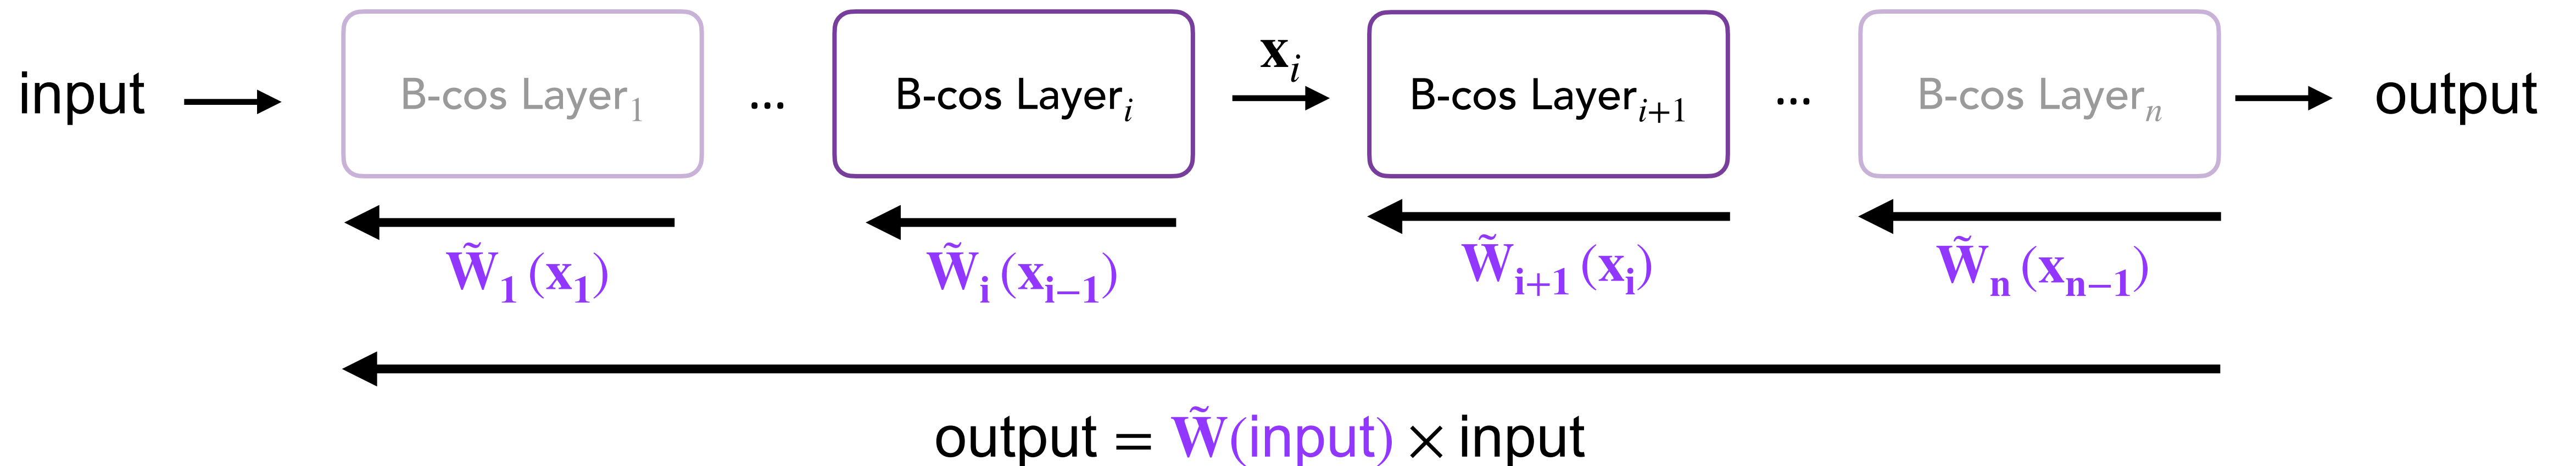 xᵢ
input → B-cos Layer₁ ... B-cos Layerᵢ → B-cos Layerᵢ₊₁ ... B-cos Layerₙ → output
W̃₁(x₁) W̃ᵢ(xᵢ₋₁) W̃ᵢ₊₁(xᵢ) W̃ₙ(xₙ₋₁)
output = W̃(input) × input